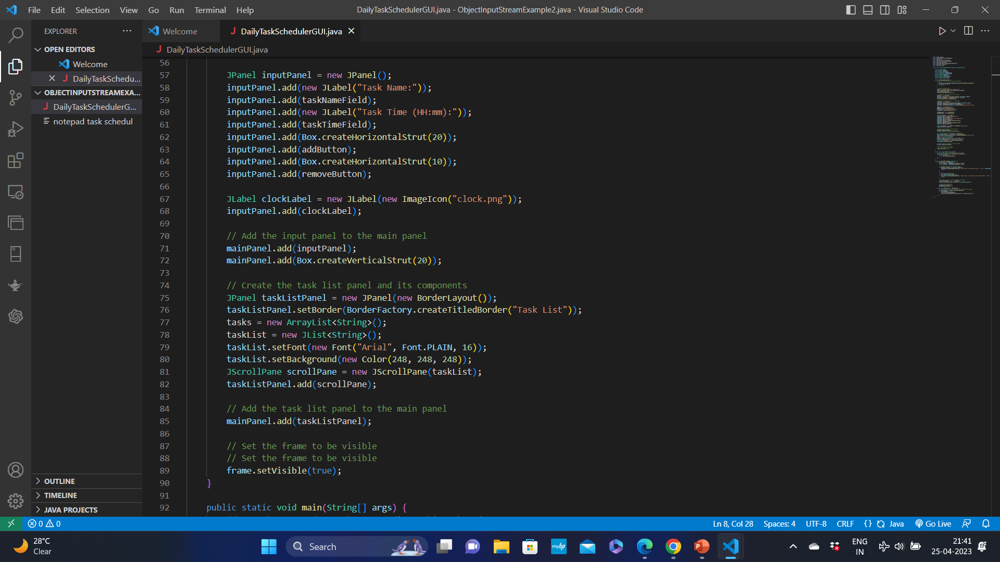 File Edit Selection View Go Run Terminal Help
DailyTaskSchedulerGUI.java - ObjectInputStreamExample2.java - Visual Studio Code
EXPLORER
OPEN EDITORS
Welcome
DailyTaskSchedu...
OBJECTINPUTSTREAMEXA...
DailyTaskSchedulerG...
notepad task schedul
OUTLINE
TIMELINE
JAVA PROJECTS
Welcome
DailyTaskSchedulerGUI.java
DailyTaskSchedulerGUI.java
56
57 JPanel inputPanel = new JPanel();
58 inputPanel.add(new JLabel("Task Name:"));
59 inputPanel.add(taskNameField);
60 inputPanel.add(new JLabel("Task Time (HH:mm):"));
61 inputPanel.add(taskTimeField);
62 inputPanel.add(Box.createHorizontalStrut(20));
63 inputPanel.add(addButton);
64 inputPanel.add(Box.createHorizontalStrut(10));
65 inputPanel.add(removeButton);
66
67 JLabel clockLabel = new JLabel(new ImageIcon("clock.png"));
68 inputPanel.add(clockLabel);
69
70 // Add the input panel to the main panel
71 mainPanel.add(inputPanel);
72 mainPanel.add(Box.createVerticalStrut(20));
73
74 // Create the task list panel and its components
75 JPanel taskListPanel = new JPanel(new BorderLayout());
76 taskListPanel.setBorder(BorderFactory.createTitledBorder("Task List"));
77 tasks = new ArrayList<String>();
78 taskList = new JList<String>();
79 taskList.setFont(new Font("Arial", Font.PLAIN, 16));
80 taskList.setBackground(new Color(248, 248, 248));
81 JScrollPane scrollPane = new JScrollPane(taskList);
82 taskListPanel.add(scrollPane);
83
84 // Add the task list panel to the main panel
85 mainPanel.add(taskListPanel);
86
87 // Set the frame to be visible
88 // Set the frame to be visible
89 frame.setVisible(true);
90 }
91
92 public static void main(String[] args) {
0 0
Ln 8, Col 28 Spaces: 4 UTF-8 CRLF {} Java Go Live
28°C
Clear
Search
myhp
ENG
IN
21:41
25-04-2023